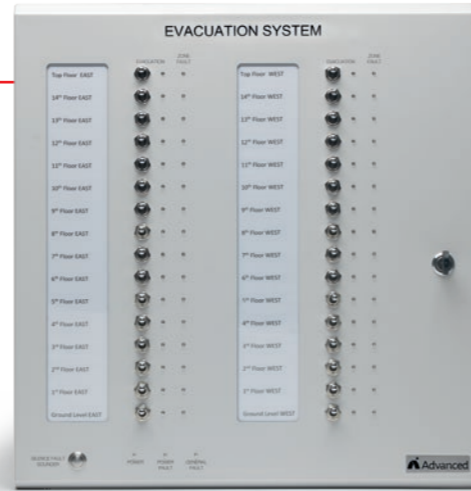 EVACUATION SYSTEM
EVACUATION
ZONE
FAULT
Top Floor EAST
14th Floor EAST
13th Floor EAST
12th Floor EAST
11th Floor EAST
10th Floor EAST
9th Floor EAST
8th Floor EAST
7th Floor EAST
6th Floor EAST
5th Floor EAST
4th Floor EAST
3rd Floor EAST
2nd Floor EAST
1st Floor EAST
Ground Level EAST
EVACUATION
ZONE
FAULT
Top Floor WEST
14th Floor WEST
13th Floor WEST
12th Floor WEST
11th Floor WEST
10th Floor WEST
9th Floor WEST
8th Floor WEST
7th Floor WEST
6th Floor WEST
5th Floor WEST
4th Floor WEST
3rd Floor WEST
2nd Floor WEST
1st Floor WEST
Ground Level WEST
SILENCE FAULT
SOUNDER
POWER
POWER
FAULT
GENERAL
FAULT
Advanced